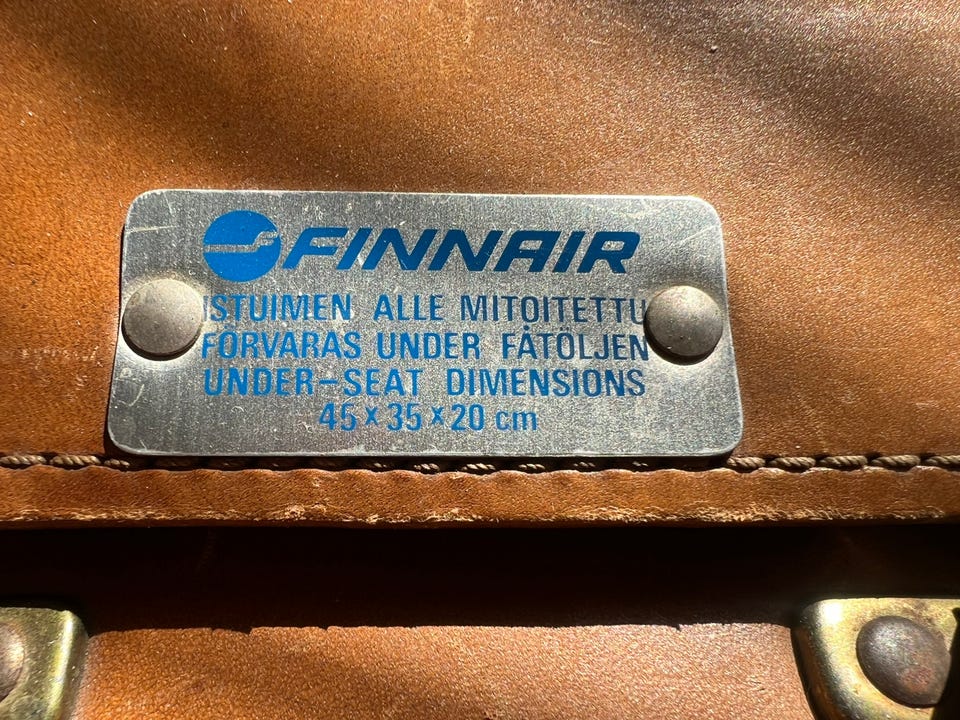 FINNAIR
ISTUIMEN ALLE MITOITETTU
FÖRVARAS UNDER FÅTÖLJEN
UNDER-SEAT DIMENSIONS
45 x 35 x 20 cm